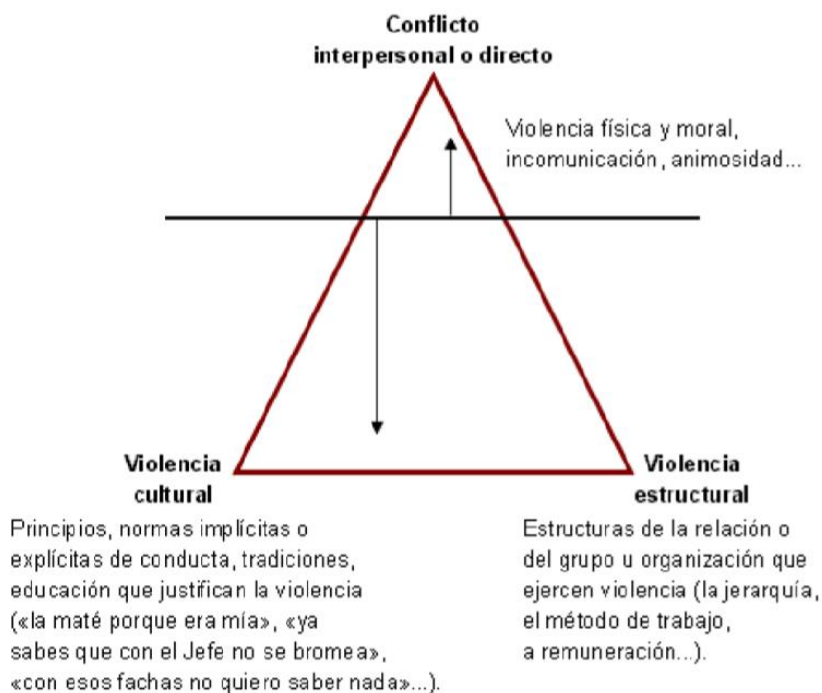 Conflicto
interpersonal o directo
Violencia física y moral,
incomunicación, animosidad...
Violencia
cultural
Principios, normas implícitas o
explícitas de conducta, tradiciones,
educación que justifican la violencia
(«la maté porque era mía», «ya
sabes que con el Jefe no se bromea»,
«con esos fachas no quiero saber nada»...).
Violencia
estructural
Estructuras de la relación o
del grupo u organización que
ejercen violencia (la jerarquía,
el método de trabajo,
a remuneración...).